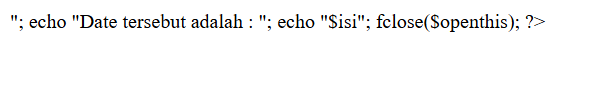 "; echo "Date tersebut adalah : "; echo "$isi"; fclose($openthis); ?>